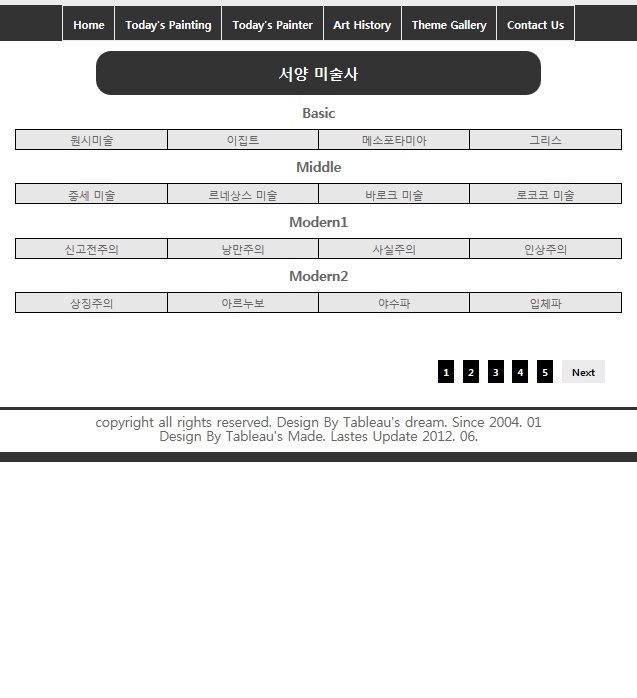 Home Today's Painting Today's Painter Art History Theme Gallery Contact Us
서양 미술사
Basic
원시미술 이집트 메소포타미아 그리스
Middle
중세 미술 르네상스 미술 바로크 미술 로코코 미술
Modern1
신고전주의 낭만주의 사실주의 인상주의
Modern2
상징주의 아르누보 야수파 입체파
1 2 3 4 5 Next
copyright all rights reserved. Design By Tableau's dream. Since 2004. 01
Design By Tableau's Made. Lastes Update 2012. 06.